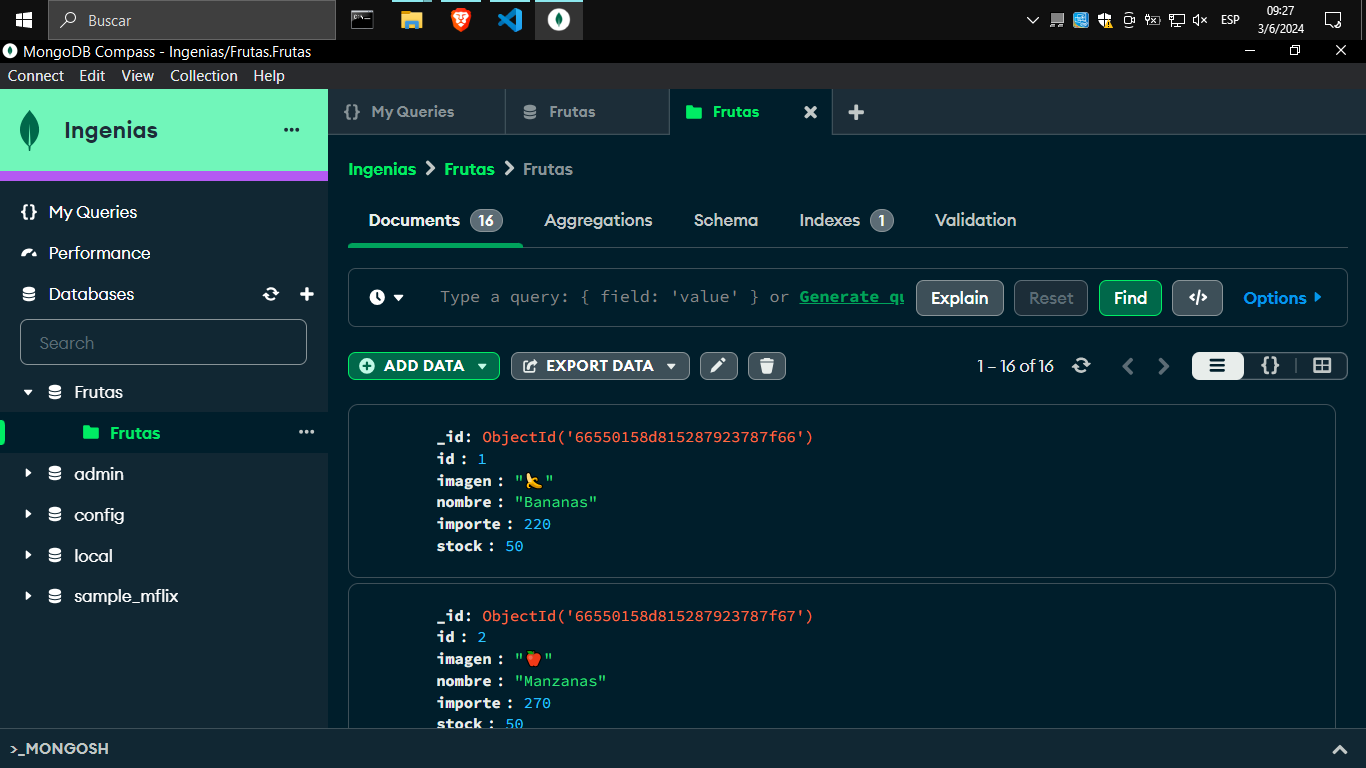 Buscar
ESP
09:27
3/6/2024
MongoDB Compass - Ingenias/Frutas.Frutas
Connect Edit View Collection Help
Ingenias
My Queries
Performance
Databases
Search
Frutas
Frutas
admin
config
local
sample_mflix
{} My Queries
Frutas
Frutas
Ingenias > Frutas > Frutas
Documents 16 Aggregations Schema Indexes 1 Validation
Type a query: { field: 'value' } or Generate qu
Explain Reset Find </> Options
ADD DATA EXPORT DATA 1 – 16 of 16 {}
_id: ObjectId('66550158d815287923787f66')
id : 1
imagen : "🍌"
nombre : "Bananas"
importe : 220
stock : 50
_id: ObjectId('66550158d815287923787f67')
id : 2
imagen : "🍎"
nombre : "Manzanas"
importe : 270
stock : 50
>_MONGOSH